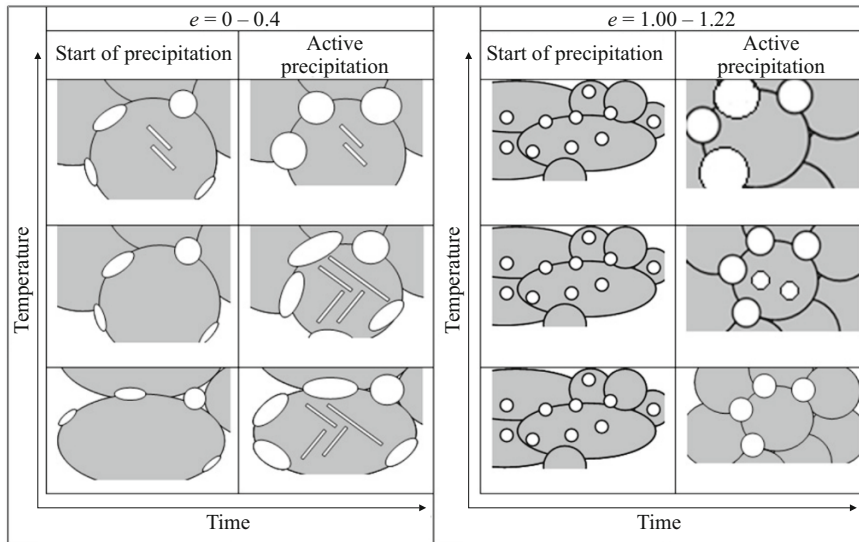 e = 0 – 0.4
e = 1.00 – 1.22
Start of precipitation
Active
precipitation
Start of precipitation
Active
precipitation
Temperature
Temperature
Time
Time